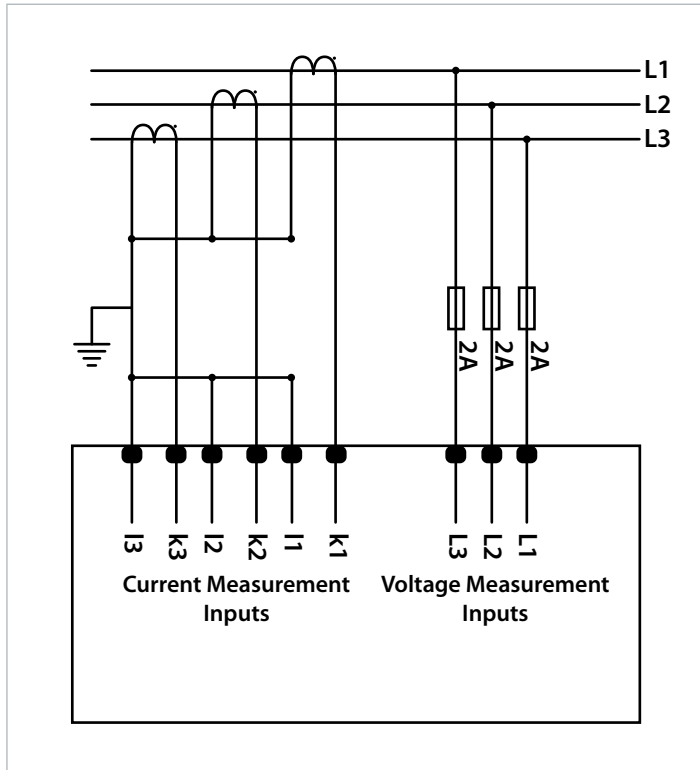 L1
L2
L3
2A
2A
2A
l3
k3
l2
k2
l1
k1
L3
L2
L1
Current Measurement
Inputs
Voltage Measurement
Inputs